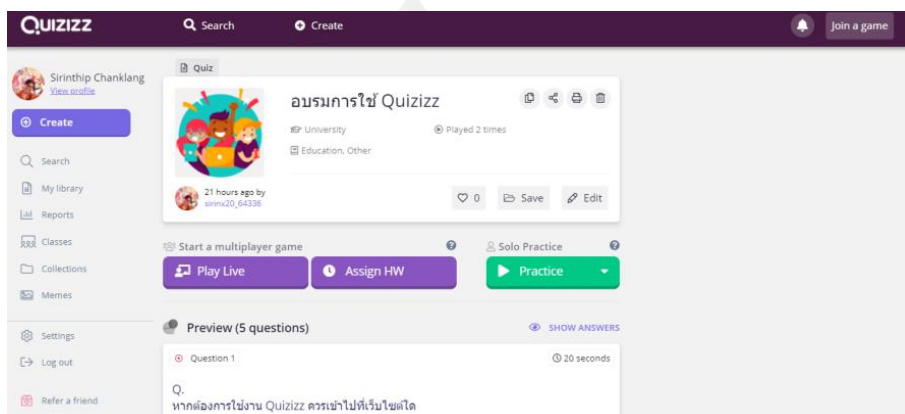 QUIZIZZ
Search
Create
Join a game
Sirinthip Chanklang
View profile
Create
Search
My library
Reports
Classes
Collections
Memes
Settings
Log out
Refer a friend
Quiz
อบรมการใช้ Quizizz
University
Played 2 times
Education, Other
21 hours ago by
sirinx20_64336
0
Save
Edit
Start a multiplayer game
Solo Practice
Play Live
Assign HW
Practice
Preview (5 questions)
SHOW ANSWERS
Question 1
20 seconds
Q.
หากต้องการใช้งาน Quizizz ควรเข้าไปที่เว็บไซต์ใด